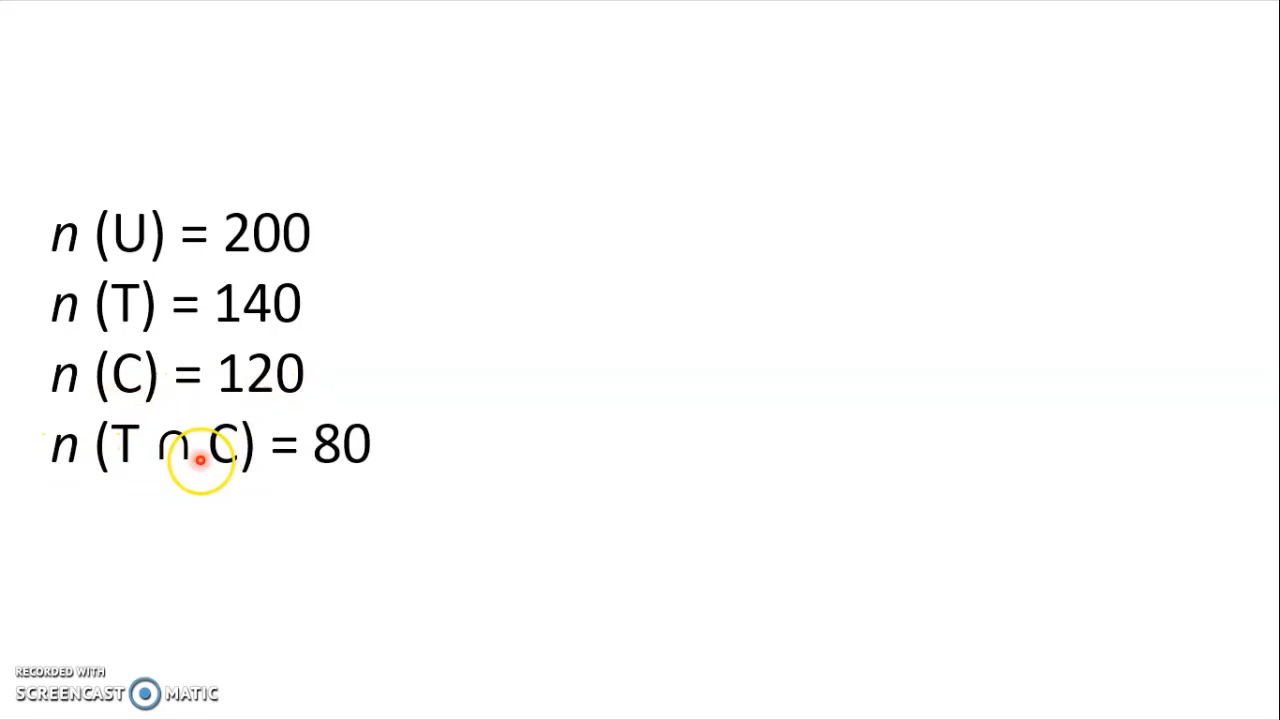 n (U) = 200
n (T) = 140
n (C) = 120
n (T ∩ C) = 80
RECORDED WITH
SCREENCAST MATIC